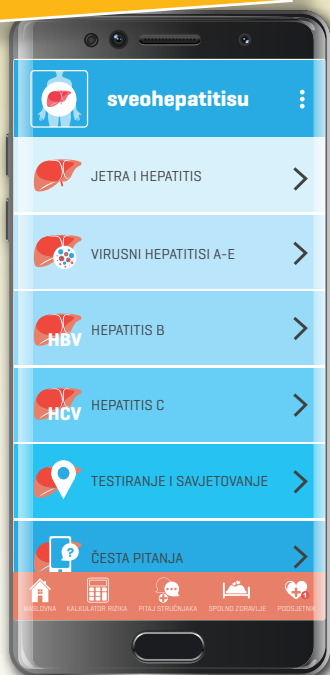 sveohepatitisu
JETRA I HEPATITIS
VIRUSNI HEPATITISI A-E
HBV
HEPATITIS B
HCV
HEPATITIS C
TESTIRANJE I SAVJETOVANJE
?
ČESTA PITANJA
NASLOVNA KALKULATOR RIZIKA PITAJ STRUČNJAKA SPOLNO ZDRAVLJE PODSJETNIK